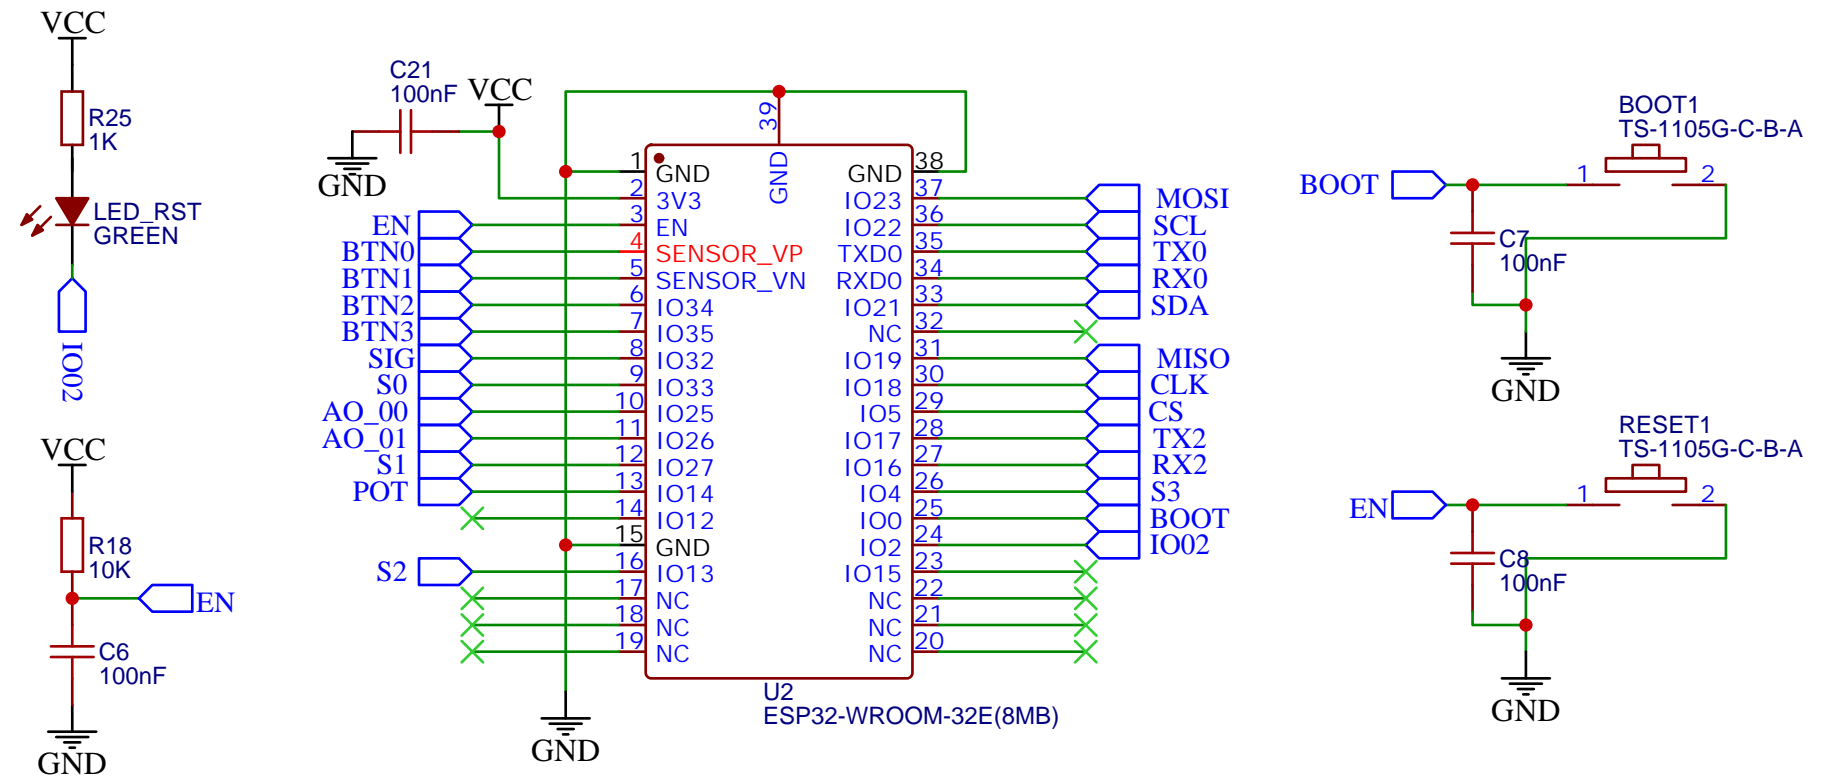 VCC
R25
1K
LED_RST
GREEN
IO02
VCC
R18
10K
EN
C6
100nF
GND
C21
100nF
VCC
GND
39
GND
1 GND
2 3V3
EN 3 EN
BTN0 4 SENSOR_VP
BTN1 5 SENSOR_VN
BTN2 6 IO34
BTN3 7 IO35
SIG 8 IO32
S0 9 IO33
AO_00 10 IO25
AO_01 11 IO26
S1 12 IO27
POT 13 IO14
14 IO12
15 GND
S2 16 IO13
17 NC
18 NC
19 NC
GND 38
IO23 37 MOSI
IO22 36 SCL
TXD0 35 TX0
RXD0 34 RX0
IO21 33 SDA
NC 32
IO19 31 MISO
IO18 30 CLK
IO5 29 CS
IO17 28 TX2
IO16 27 RX2
IO4 26 S3
IO0 25 BOOT
IO2 24 IO02
IO15 23
NC 22
NC 21
NC 20
U2
ESP32-WROOM-32E(8MB)
GND
BOOT1
TS-1105G-C-B-A
BOOT
1 2
C7
100nF
GND
RESET1
TS-1105G-C-B-A
EN
1 2
C8
100nF
GND